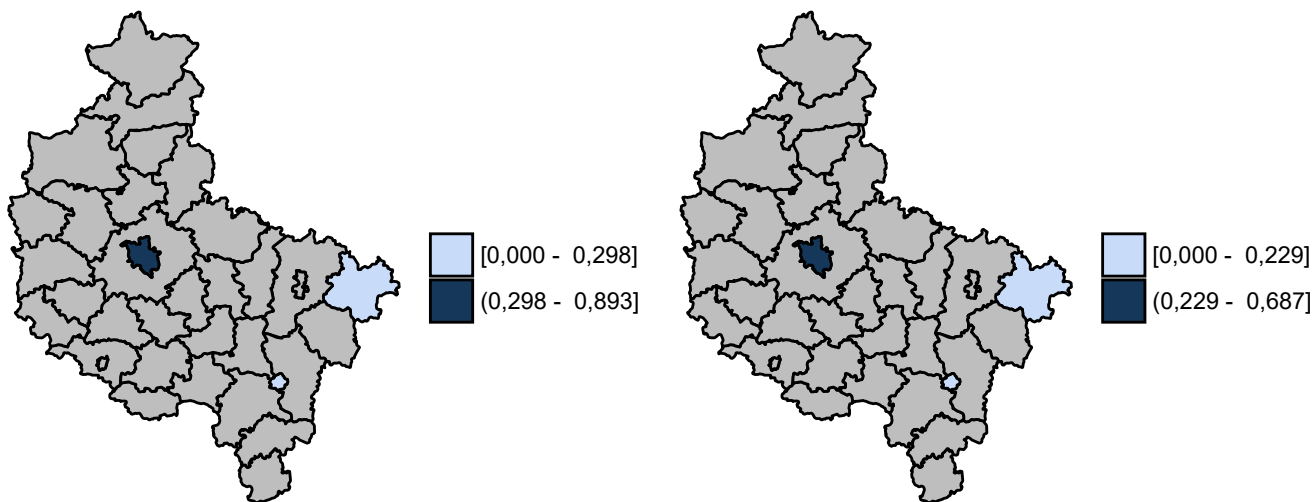 [0,000 - 0,298]
(0,298 - 0,893]
[0,000 - 0,229]
(0,229 - 0,687]